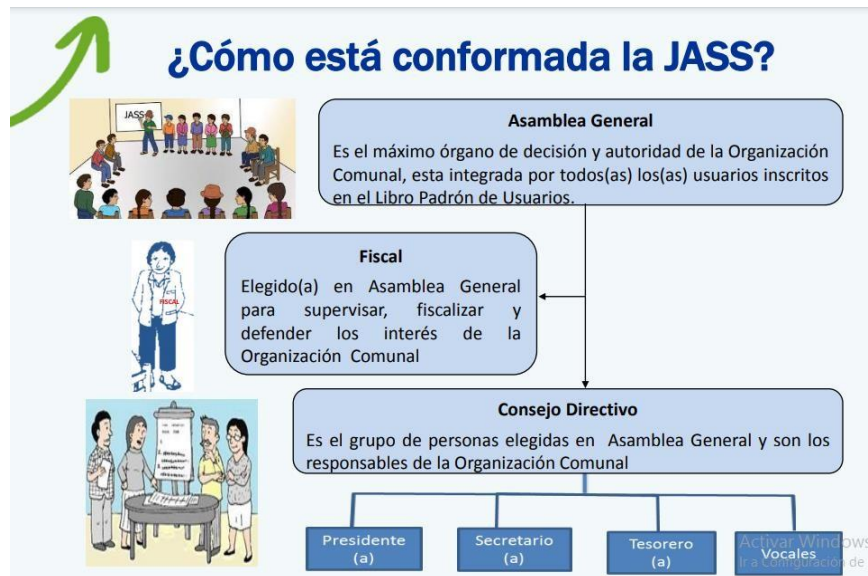 ¿Cómo está conformada la JASS?
JASS
Asamblea General
Es el máximo órgano de decisión y autoridad de la Organización
Comunal, esta integrada por todos(as) los(as) usuarios inscritos
en el Libro Padrón de Usuarios.
Fiscal
Elegido(a) en Asamblea General
para supervisar, fiscalizar y
defender los interés de la
Organización Comunal
FISCAL
Consejo Directivo
Es el grupo de personas elegidas en Asamblea General y son los
responsables de la Organización Comunal
Presidente
(a)
Secretario
(a)
Tesorero
(a)
Vocales
Activar Windows
Ir a Configuración de